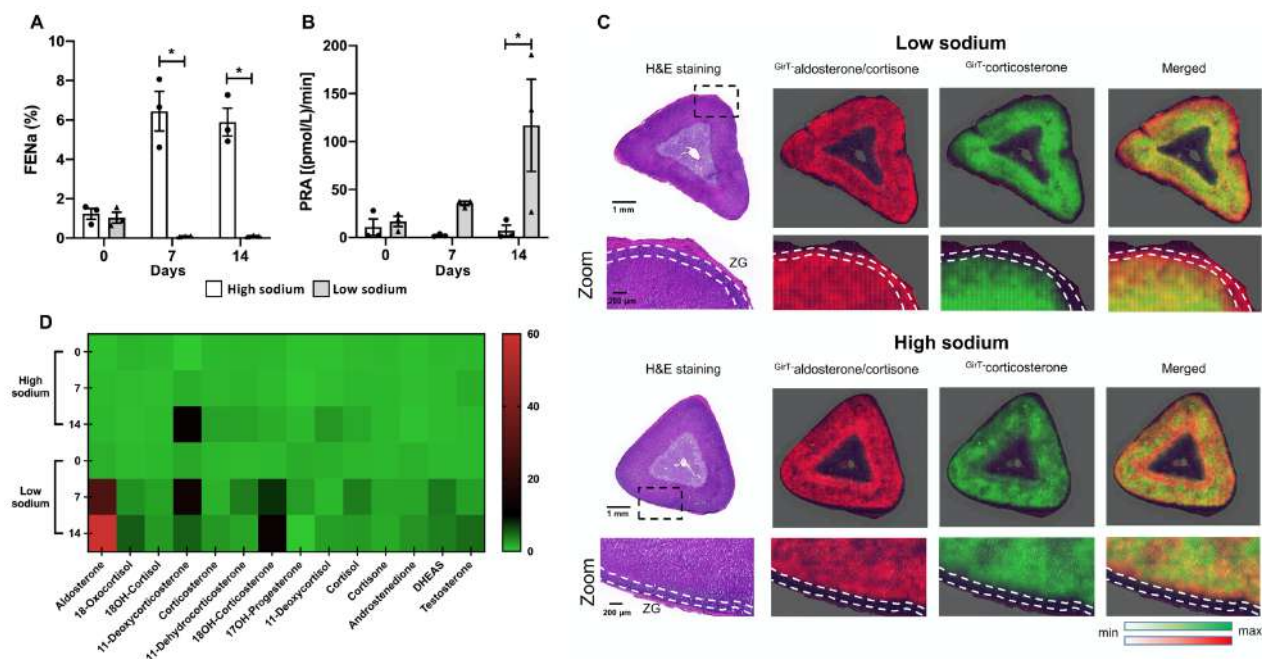 A
FENa (%)
10
8
6
4
2
0
*
*
0
7
14
Days
B
PRA [(pmol/L)/min]
200
150
100
50
0
*
0
7
14
Days
High sodium
Low sodium
C
Low sodium
H&E staining
GirT-aldosterone/cortisone
GirT-corticosterone
Merged
1 mm
Zoom
ZG
200 µm
High sodium
H&E staining
GirT-aldosterone/cortisone
GirT-corticosterone
Merged
1 mm
Zoom
ZG
200 µm
min
max
D
High
sodium
0
7
14
Low
sodium
0
7
14
60
40
20
0
Aldosterone
18-Oxocortisol
18OH-Cortisol
11-Deoxycorticosterone
Corticosterone
11-Dehydrocorticosterone
18OH-Corticosterone
17OH-Progesterone
11-Deoxycortisol
Cortisol
Cortisone
Androstenedione
DHEAS
Testosterone